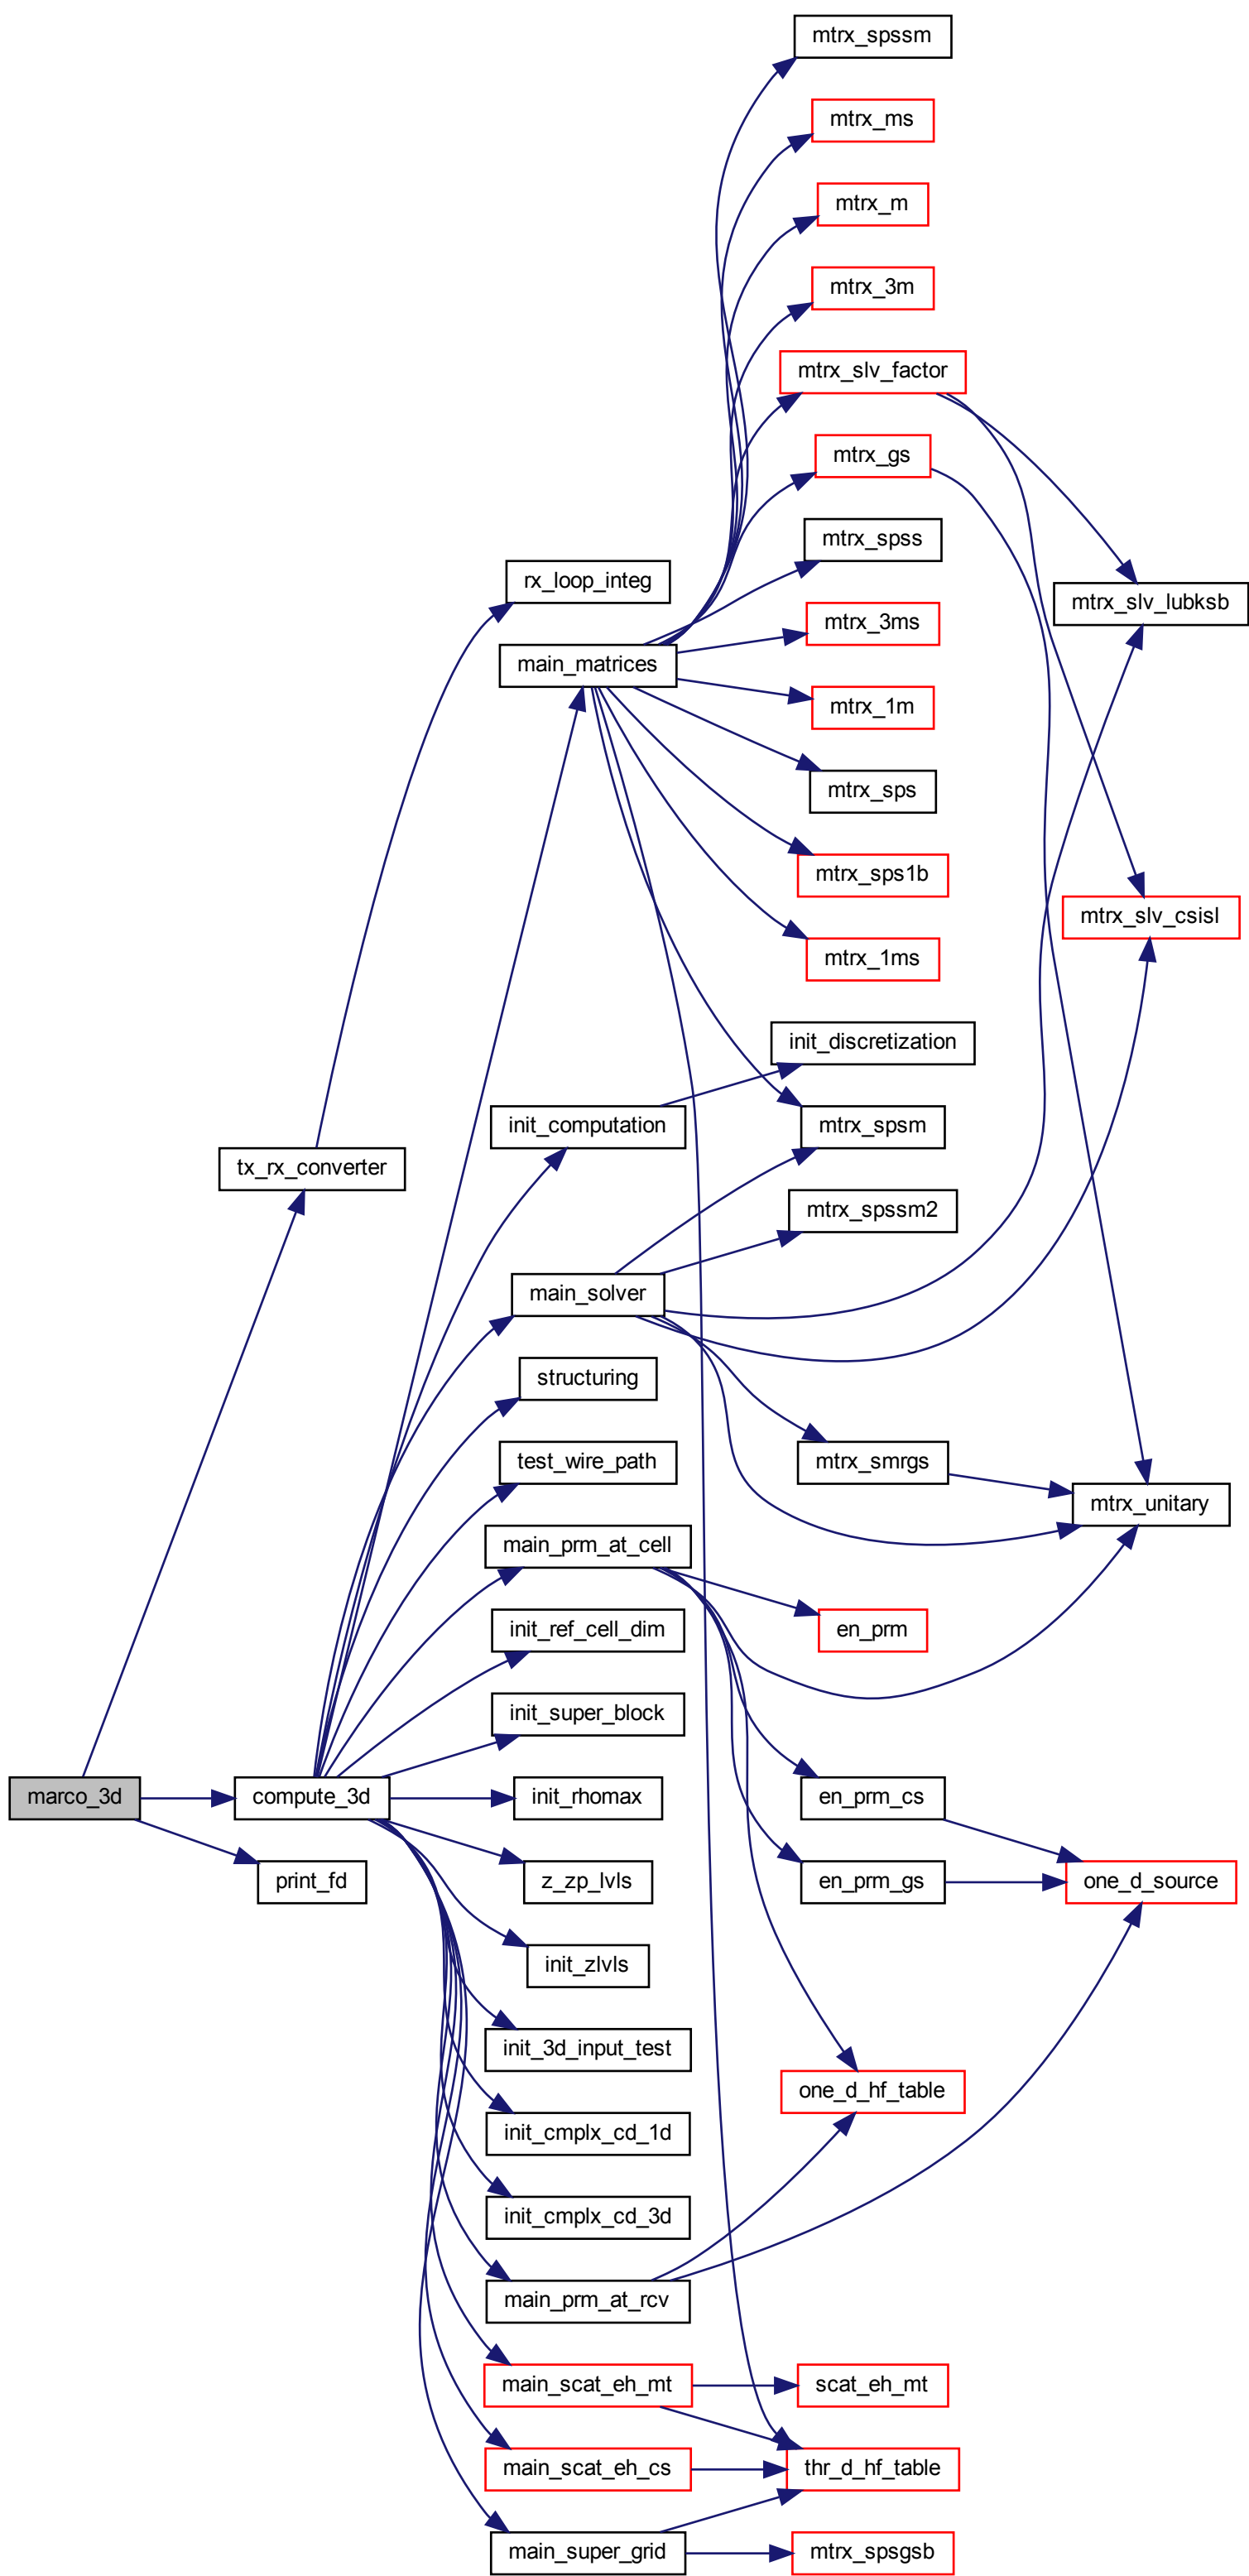 mtrx_spssm
mtrx_ms
mtrx_m
mtrx_3m
mtrx_slv_factor
mtrx_gs
mtrx_spss
rx_loop_integ
mtrx_slv_lubksb
mtrx_3ms
main_matrices
mtrx_1m
mtrx_sps
mtrx_sps1b
mtrx_slv_csisl
mtrx_1ms
init_discretization
init_computation
mtrx_spsm
tx_rx_converter
mtrx_spssm2
main_solver
structuring
test_wire_path
mtrx_smrgs
mtrx_unitary
main_prm_at_cell
init_ref_cell_dim
en_prm
init_super_block
marco_3d
compute_3d
init_rhomax
en_prm_cs
print_fd
z_zp_lvls
en_prm_gs
one_d_source
init_zlvls
init_3d_input_test
one_d_hf_table
init_cmplx_cd_1d
init_cmplx_cd_3d
main_prm_at_rcv
main_scat_eh_mt
scat_eh_mt
main_scat_eh_cs
thr_d_hf_table
main_super_grid
mtrx_spsgsb